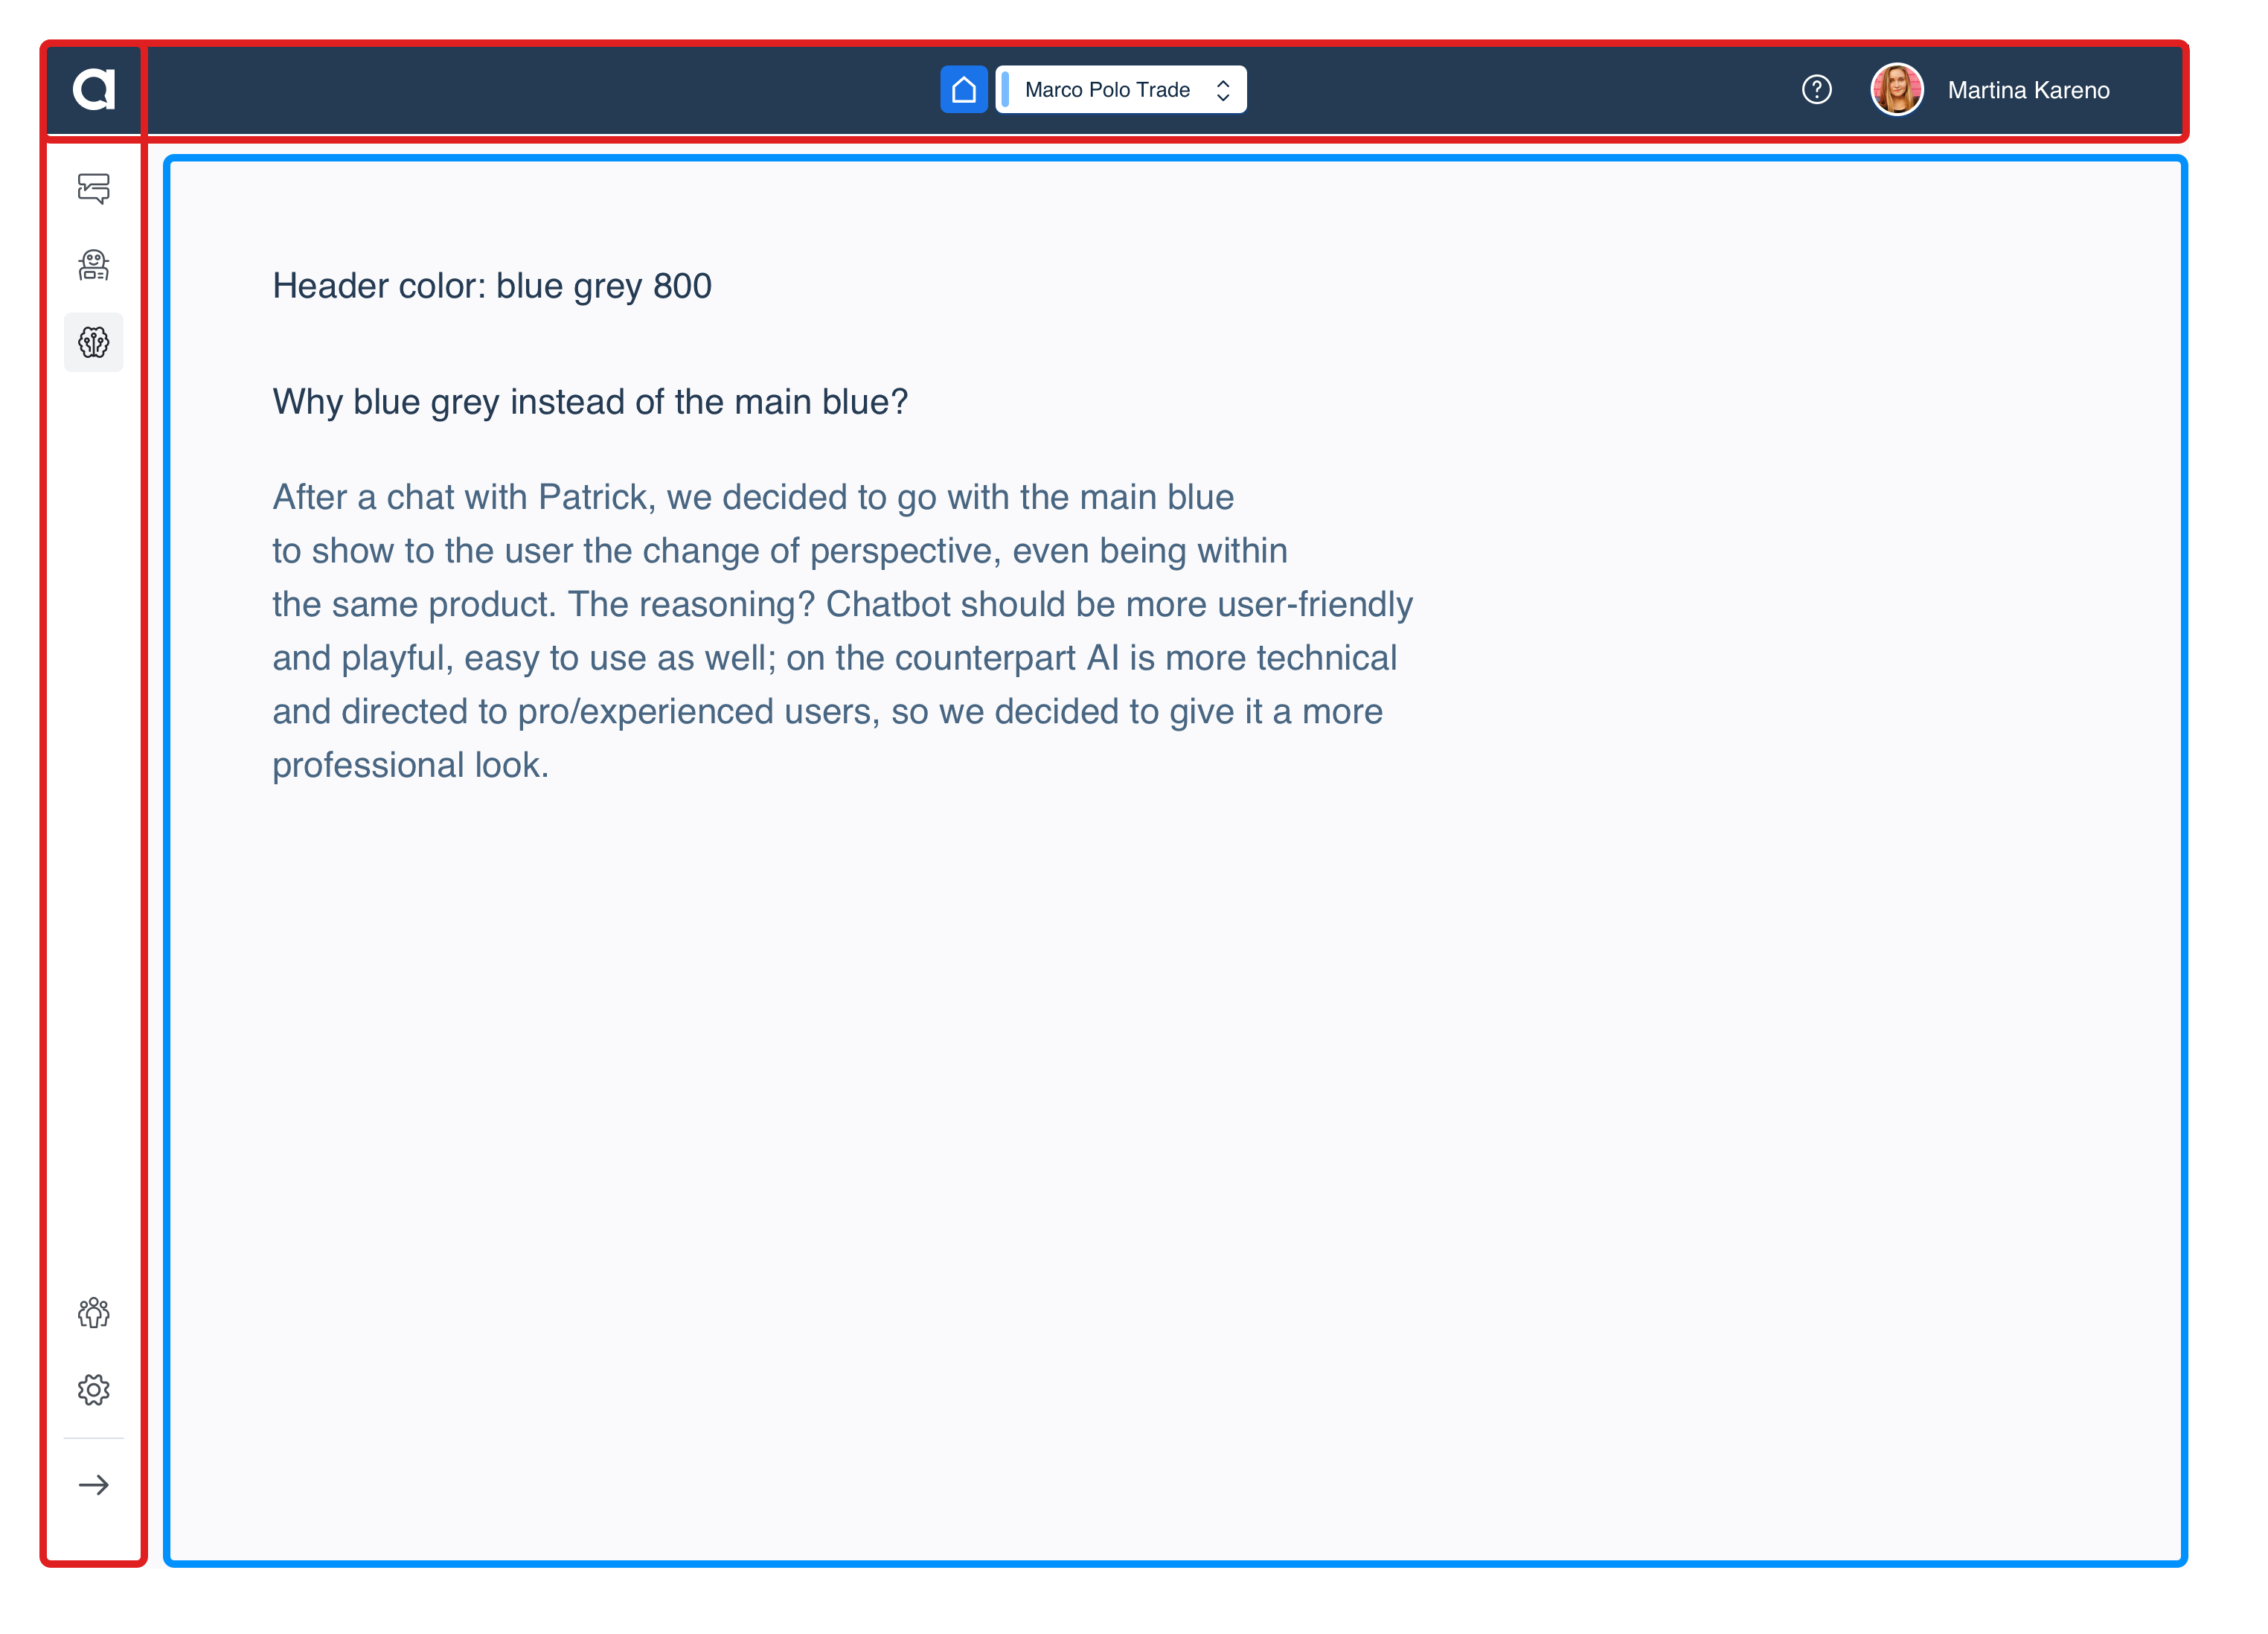 a
Marco Polo Trade
?
Martina Kareno
Header color: blue grey 800
Why blue grey instead of the main blue?
After a chat with Patrick, we decided to go with the main blue
to show to the user the change of perspective, even being within
the same product. The reasoning? Chatbot should be more user-friendly
and playful, easy to use as well; on the counterpart AI is more technical
and directed to pro/experienced users, so we decided to give it a more
professional look.